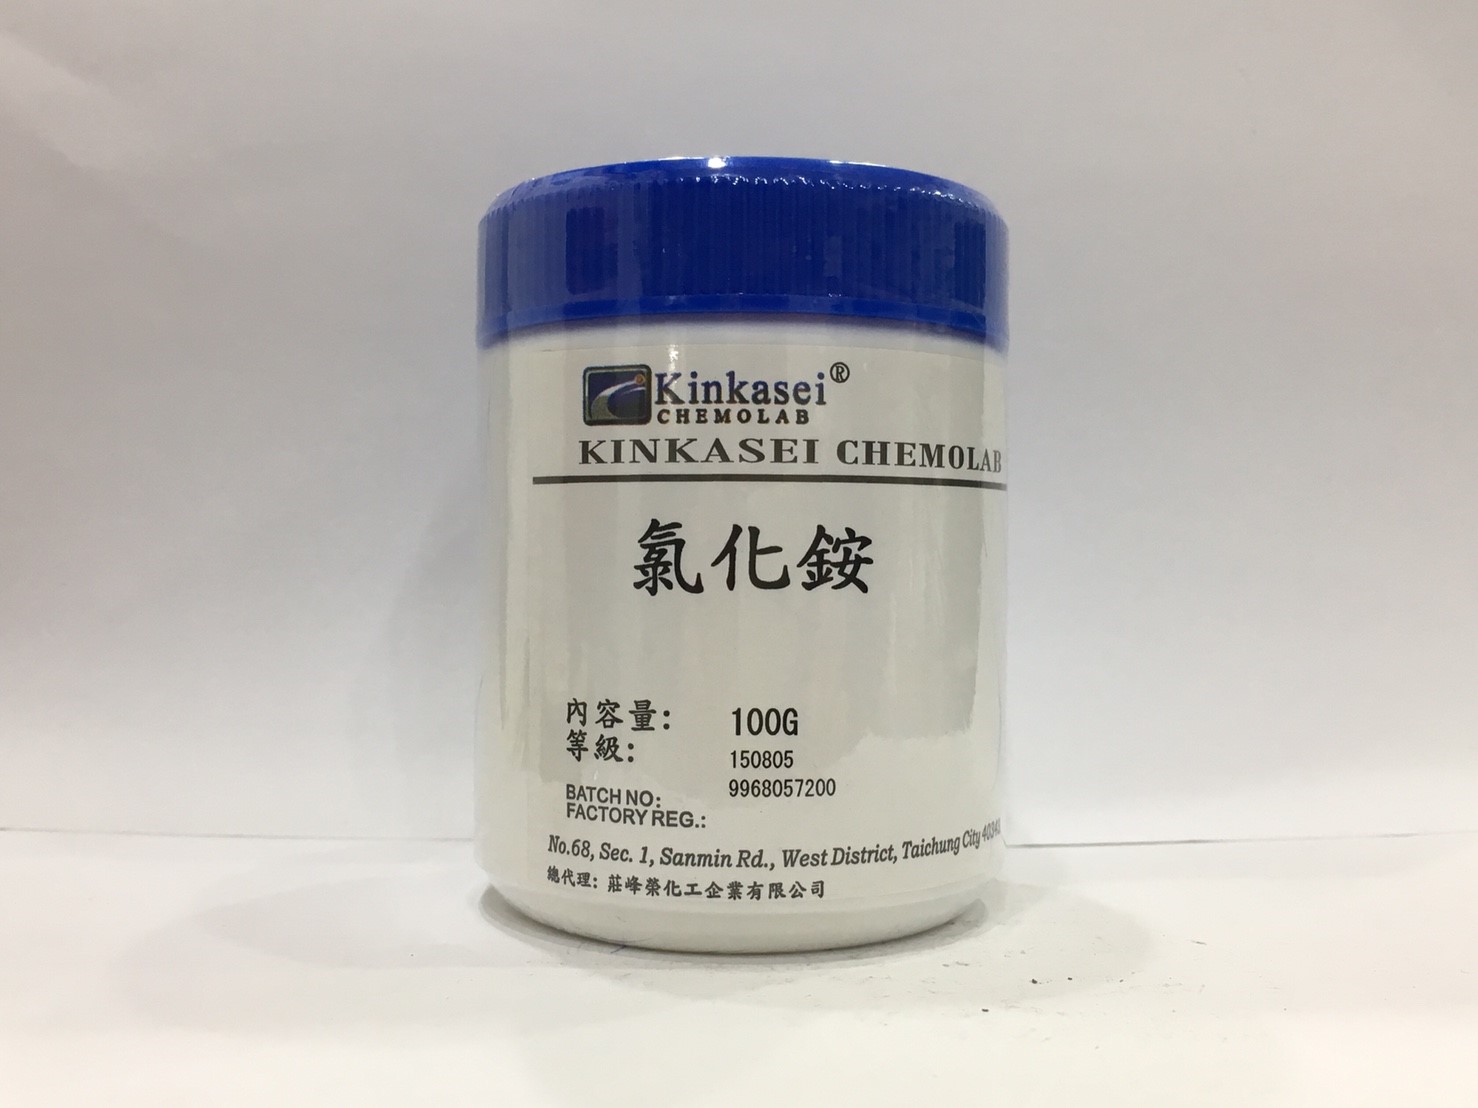 Kinkasei®
CHEMOLAB
KINKASEI CHEMOLAB
氯化銨
內容量: 100G
等級: 150805
9968057200
BATCH NO:
FACTORY REG.:
No.68, Sec. 1, Sanmin Rd., West District, Taichung City
總代理: 莊峰榮化工企業有限公司